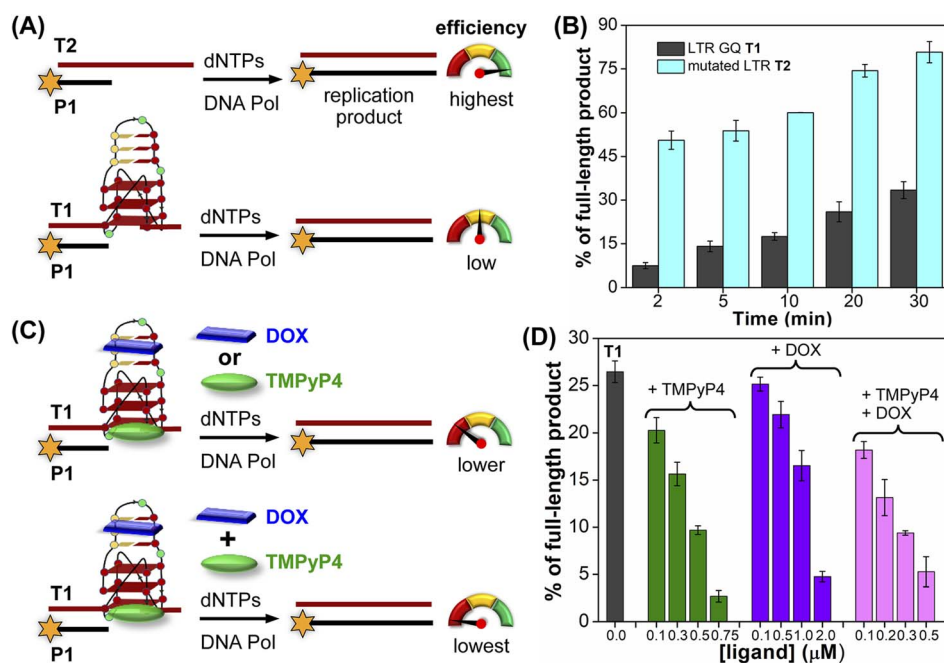 (A)
T2
P1
dNTPs
DNA Pol
replication
product
efficiency
highest
T1
P1
dNTPs
DNA Pol
low
(B)
LTR GQ T1
mutated LTR T2
% of full-length product
90
75
60
45
30
15
0
2 5 10 20 30
Time (min)
(C)
DOX
or
TMPyP4
T1
P1
dNTPs
DNA Pol
lower
DOX
+
TMPyP4
T1
P1
dNTPs
DNA Pol
lowest
(D)
% of full-length product
30
25
20
15
10
5
0
T1
+ TMPyP4
+ DOX
+ TMPyP4
+ DOX
0.0 0.1 0.3 0.5 0.75 0.1 0.5 1.0 2.0 0.1 0.2 0.3 0.5
[ligand] (μM)